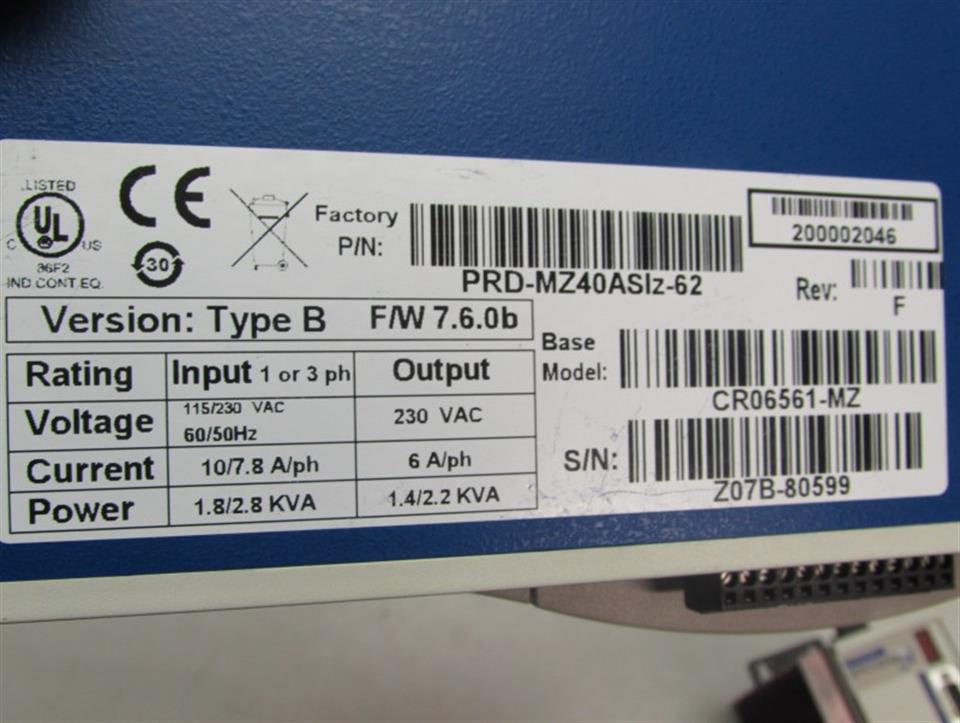 LISTED
C UL US
36F2
IND.CONT.EQ.
CE
30
Factory
P/N:
PRD-MZ40ASIz-62
200002046
Rev:
F
Version: Type B F/W 7.6.0b
Base
Model:
CR06561-MZ
S/N:
Z07B-80599
Rating Input 1 or 3 ph Output
Voltage 115/230 VAC 60/50Hz 230 VAC
Current 10/7.8 A/ph 6 A/ph
Power 1.8/2.8 KVA 1.4/2.2 KVA